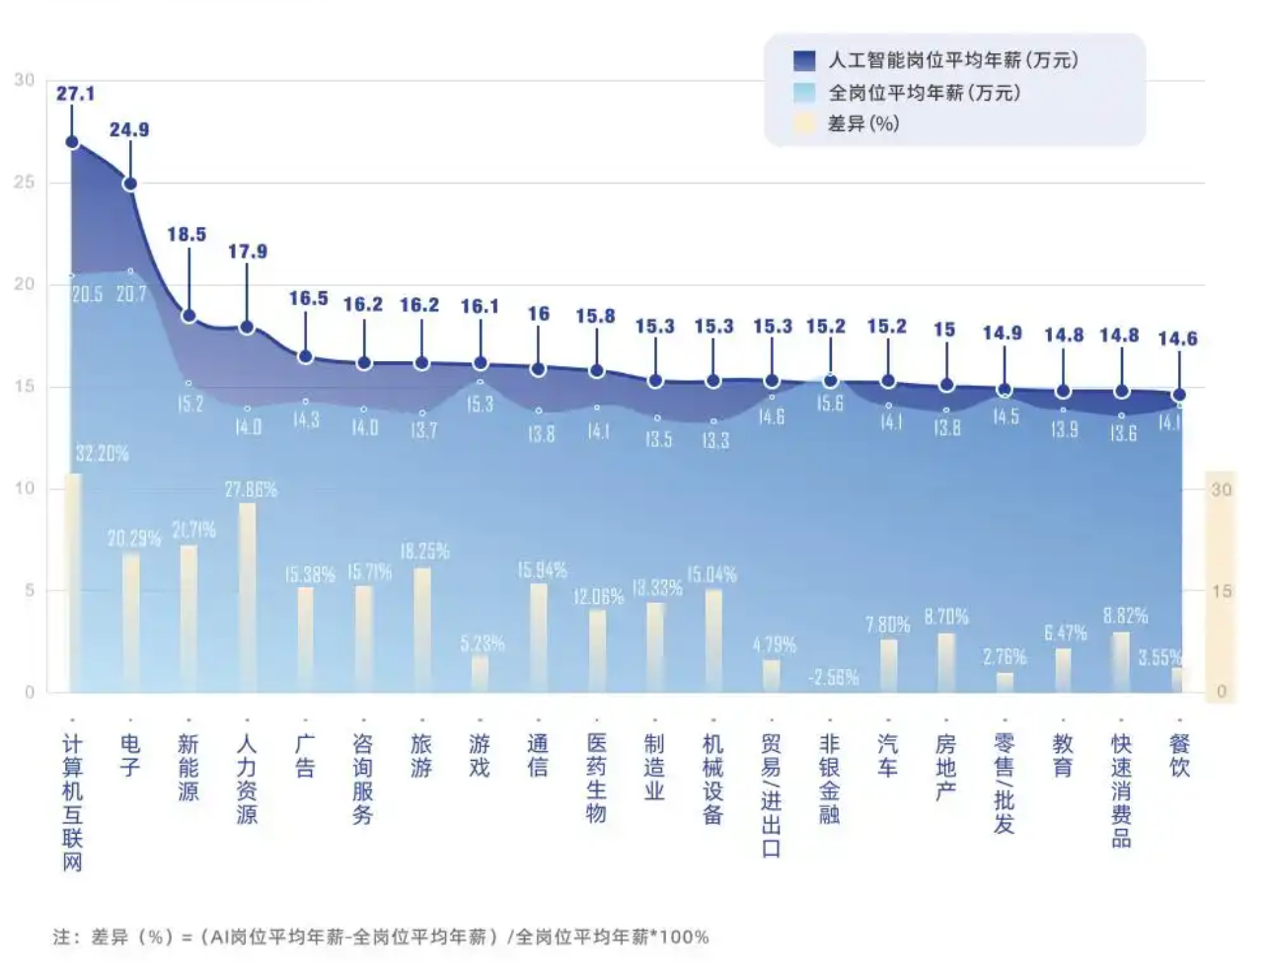 人工智能岗位平均年薪(万元)
全岗位平均年薪(万元)
差异(%)
30
25
20
15
10
5
0
27.1
24.9
18.5
17.9
16.5
16.2
16.2
16.1
16
15.8
15.3
15.3
15.3
15.2
15.2
15
14.9
14.8
14.8
14.6
20.5
20.7
15.2
14.0
14.3
14.0
13.7
15.3
13.8
14.1
13.5
13.3
14.6
15.6
14.1
13.8
14.5
13.9
13.6
14.1
32.20%
20.29%
21.71%
27.86%
15.38%
15.71%
18.25%
5.23%
15.94%
12.06%
13.33%
15.04%
4.79%
-2.56%
7.80%
8.70%
2.76%
6.47%
8.82%
3.55%
30
15
0
计算机互联网
电子
新能源
人力资源
广告
咨询服务
旅游
游戏
通信
医药生物
制造业
机械设备
贸易/进出口
非银金融
汽车
房地产
零售/批发
教育
快速消费品
餐饮
注：差异（%）=（AI岗位平均年薪-全岗位平均年薪）/全岗位平均年薪*100%